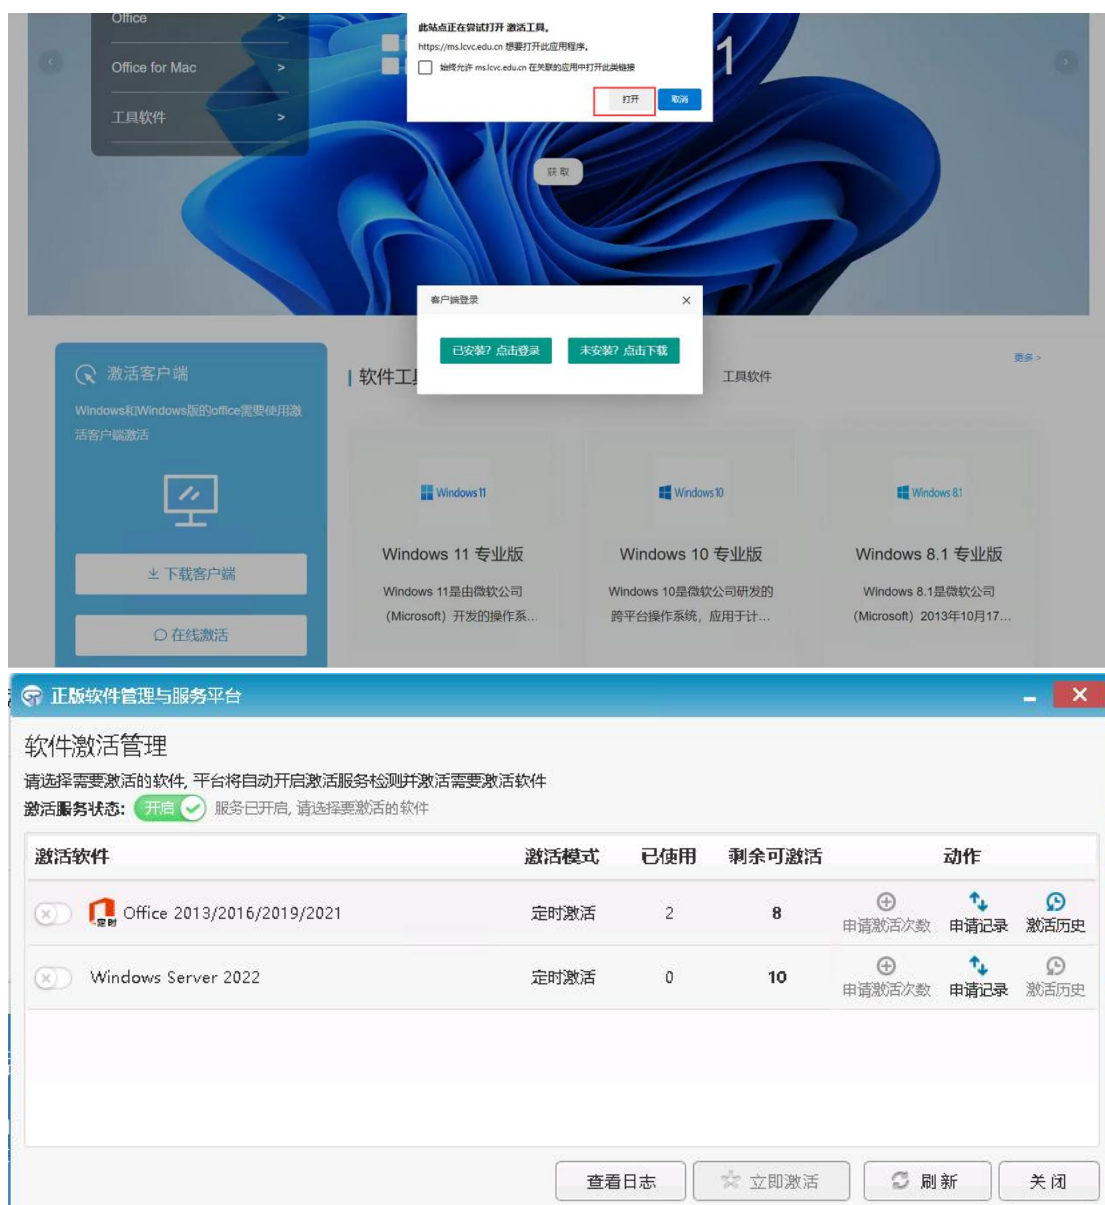 Office >
此站点正在尝试打开 激活工具。
https://ms.lcvc.edu.cn 想要打开此应用程序。
始终允许 ms.lcvc.edu.cn 在关联的应用中打开此类链接
打开 取消
1
Office for Mac >
工具软件 >
获取
客户端登录 ×
已安装? 点击登录 未安装? 点击下载
更多 >
激活客户端
软件工
工具软件
Windows和Windows版的office需要使用激
活客户端激活
Windows 11 Windows 10 Windows 8.1
Windows 11 专业版 Windows 10 专业版 Windows 8.1 专业版
下载客户端
Windows 11是由微软公司 Windows 10是微软公司研发的 Windows 8.1是微软公司
(Microsoft) 开发的操作系... 跨平台操作系统, 应用于计... (Microsoft) 2013年10月17...
在线激活
正版软件管理与服务平台
软件激活管理
请选择需要激活的软件, 平台将自动开启激活服务检测并激活需要激活软件
激活服务状态: 开启 服务已开启, 请选择要激活的软件
激活软件 激活模式 已使用 剩余可激活 动作
定时 Office 2013/2016/2019/2021 定时激活 2 8 申请激活次数 申请记录 激活历史
Windows Server 2022 定时激活 0 10 申请激活次数 申请记录 激活历史
查看日志 立即激活 刷新 关闭